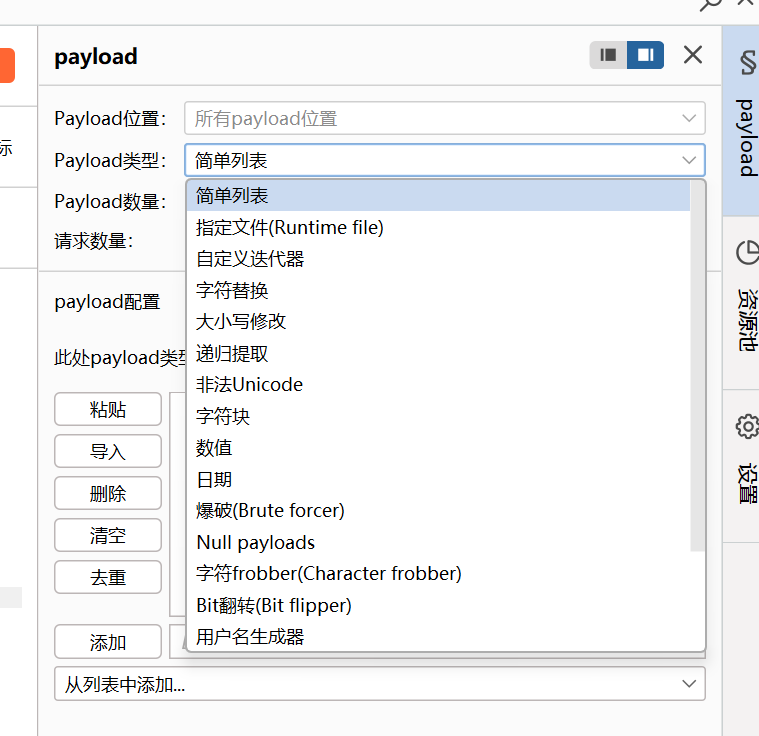 payload
Payload位置：
所有payload位置
Payload类型：
简单列表
Payload数量：
请求数量：
简单列表
指定文件(Runtime file)
自定义迭代器
字符替换
大小写修改
递归提取
非法Unicode
字符块
数值
日期
爆破(Brute forcer)
Null payloads
字符frobber(Character frobber)
Bit翻转(Bit flipper)
用户名生成器
payload配置
此处payload类
粘贴
导入
删除
清空
去重
添加
从列表中添加...
标
§
payload
资源池
设置